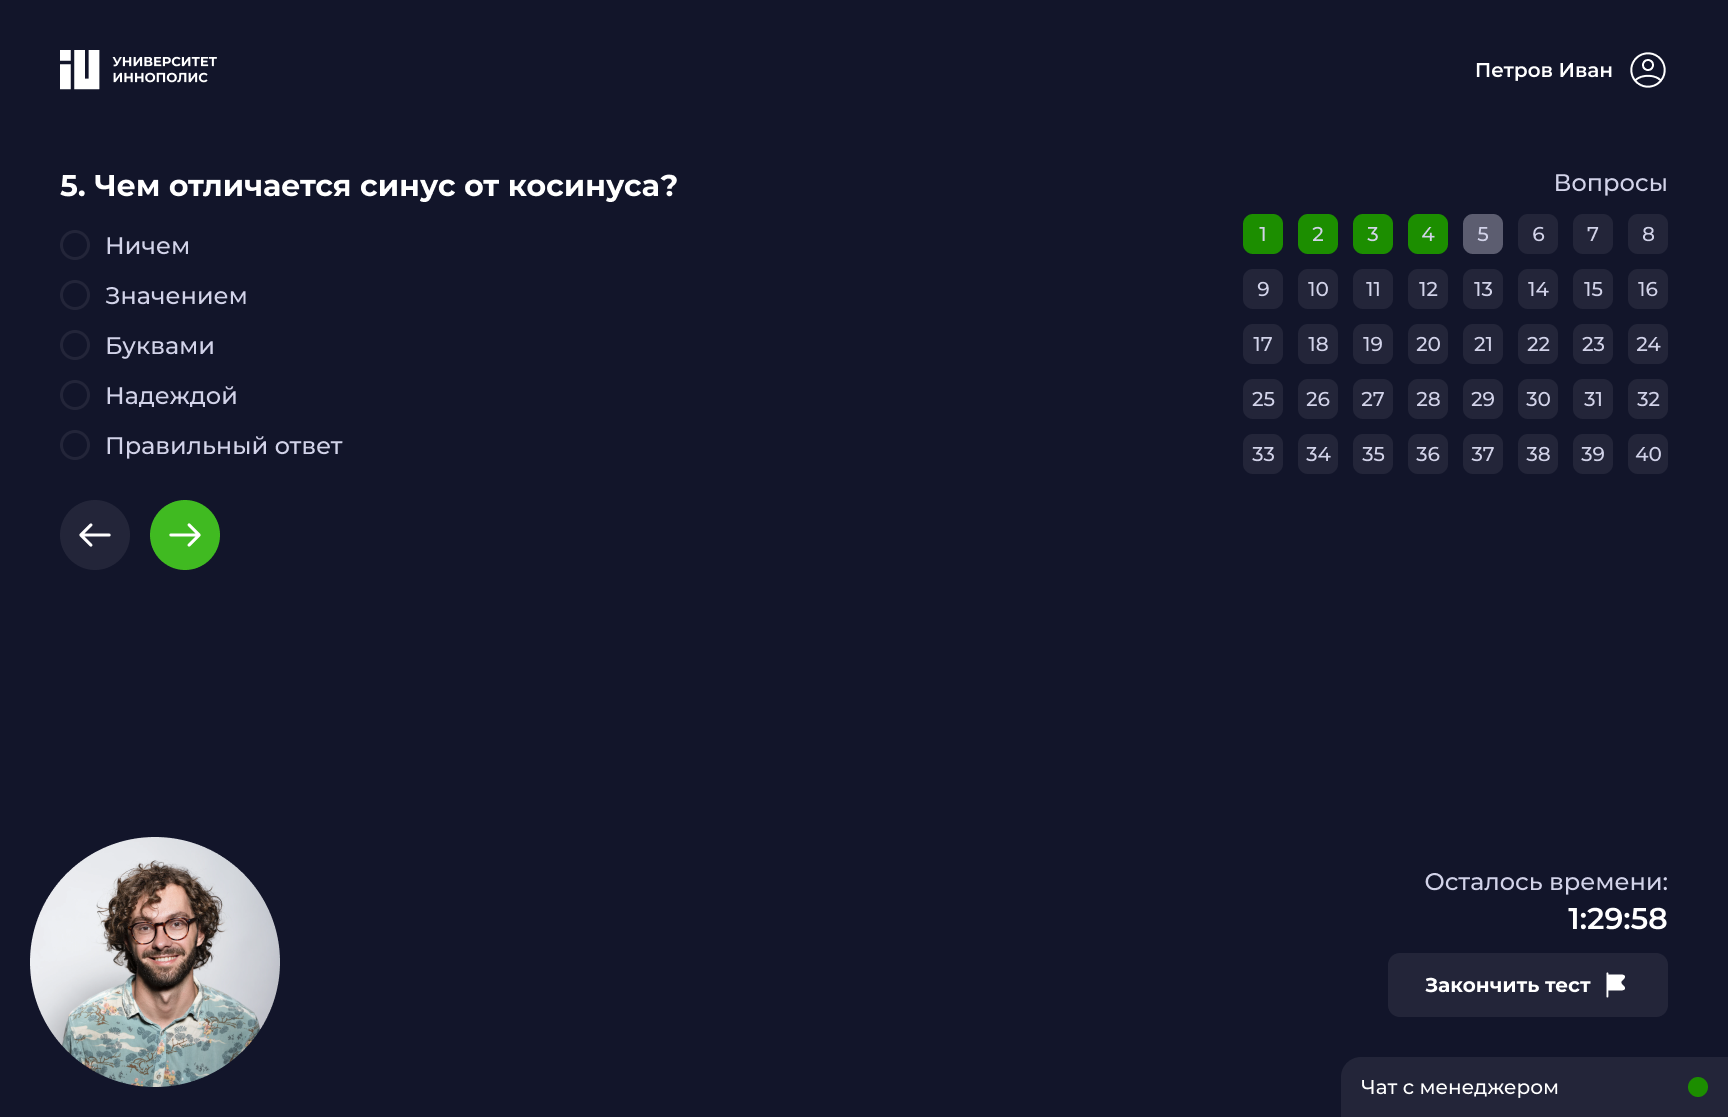 УНИВЕРСИТЕТ
ИННОПОЛИС
Петров Иван
5. Чем отличается синус от косинуса?
Ничем
Значением
Буквами
Надеждой
Правильный ответ
Вопросы
1 2 3 4 5 6 7 8
9 10 11 12 13 14 15 16
17 18 19 20 21 22 23 24
25 26 27 28 29 30 31 32
33 34 35 36 37 38 39 40
Осталось времени:
1:29:58
Закончить тест
Чат с менеджером